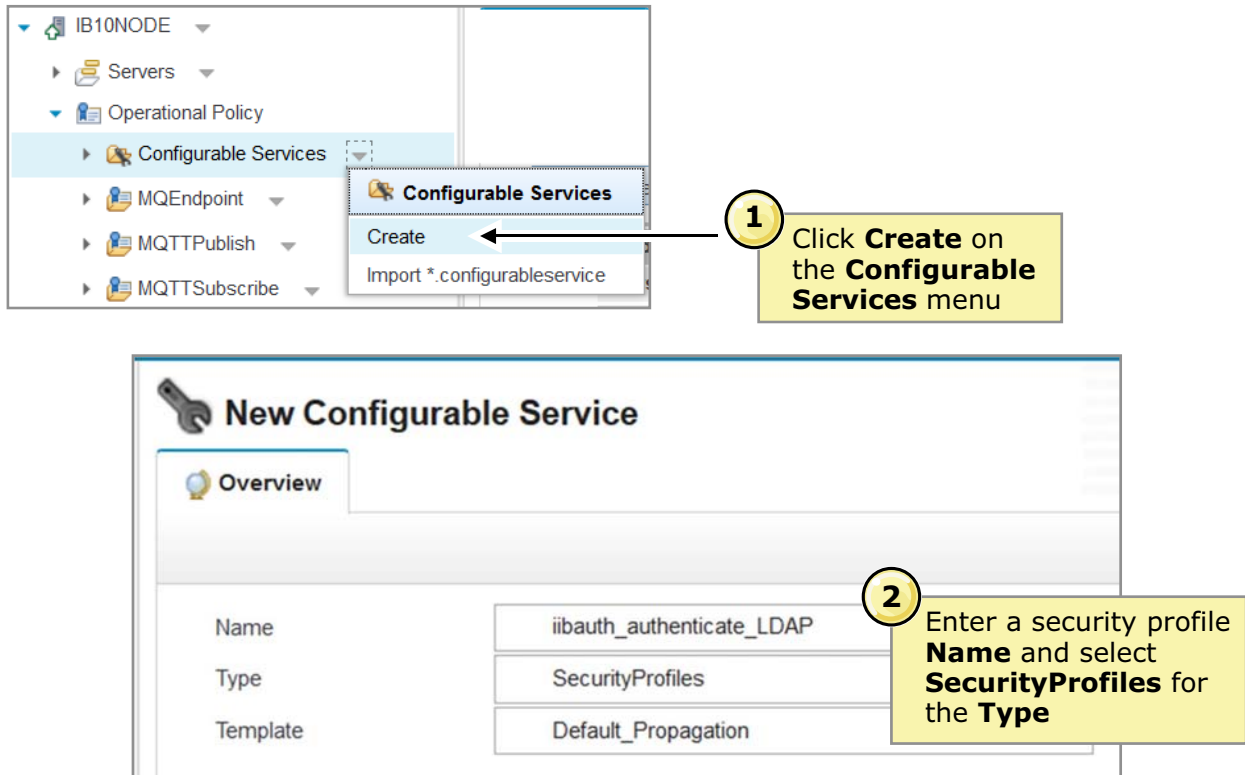 IB10NODE
Servers
Operational Policy
Configurable Services
MQEndpoint
MQTTPublish
MQTTSubscribe
Configurable Services
Create
Import *.configurableservice
1
Click Create on
the Configurable
Services menu
New Configurable Service
Overview
2
Enter a security profile
Name and select
SecurityProfiles for
the Type
Name
iibauth_authenticate_LDAP
Type
SecurityProfiles
Template
Default_Propagation